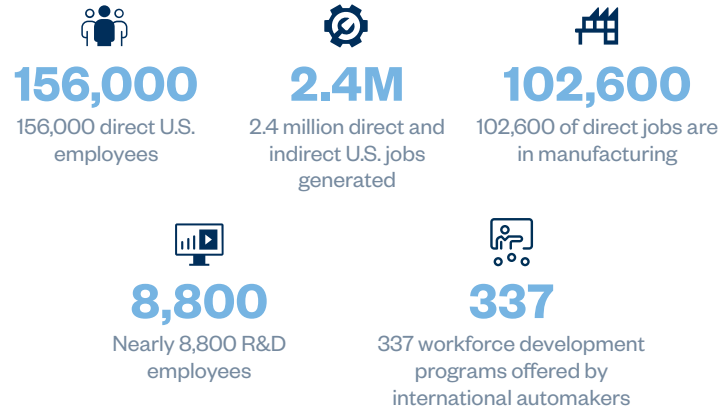 156,000
156,000 direct U.S.
employees
2.4M
2.4 million direct and
indirect U.S. jobs
generated
102,600
102,600 of direct jobs are
in manufacturing
8,800
Nearly 8,800 R&D
employees
337
337 workforce development
programs offered by
international automakers